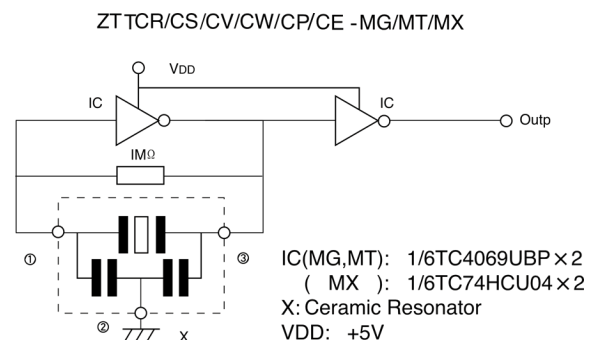 ZTTCR/CS/CV/CW/CP/CE -MG/MT/MX
VDD
IC
IC
Outp
IMΩ
①
③
②
X
IC(MG,MT): 1/6TC4069UBP×2
( MX ): 1/6TC74HCU04×2
X: Ceramic Resonator
VDD: +5V